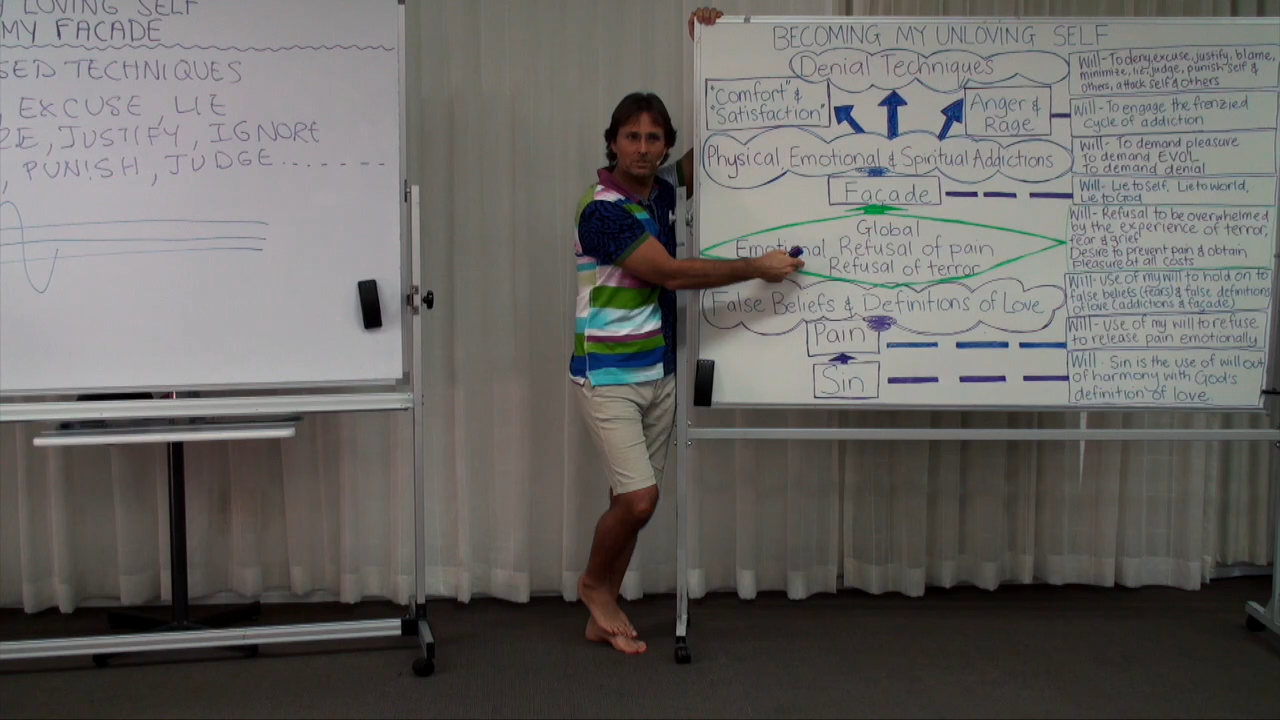 LOVING SELF
MY FACADE
TECHNIQUES
EXCUSE, LIE
JUSTIFY, IGNORE
PUNISH, JUDGE
BECOMING MY UNLOVING SELF
Denial Techniques
"Comfort" &
"Satisfaction"
Anger &
Rage
Physical, Emotional & Spiritual Addictions
Façade
Global
Emotional Refusal of pain
Refusal of terror
False Beliefs & Definitions of Love
Pain
Sin
Will - To deny, excuse, justify, blame,
minimize, lie, judge, punish self &
others, attack self & others
Will - To engage the frenzied
cycle of addiction
Will - To demand pleasure
To demand EVOL
To demand denial
Will - Lie to self, Lie to world,
Lie to God
Will - Refusal to be overwhelmed
by the experience of terror,
fear & grief
Desire to prevent pain & obtain
pleasure at all costs
Will - Use of my will to hold on to
false beliefs (fears) & false definitions
of love (addictions & façade)
Will - Use of my will to refuse
to release pain emotionally
Will - Sin is the use of will out
of harmony with God's
definition of love